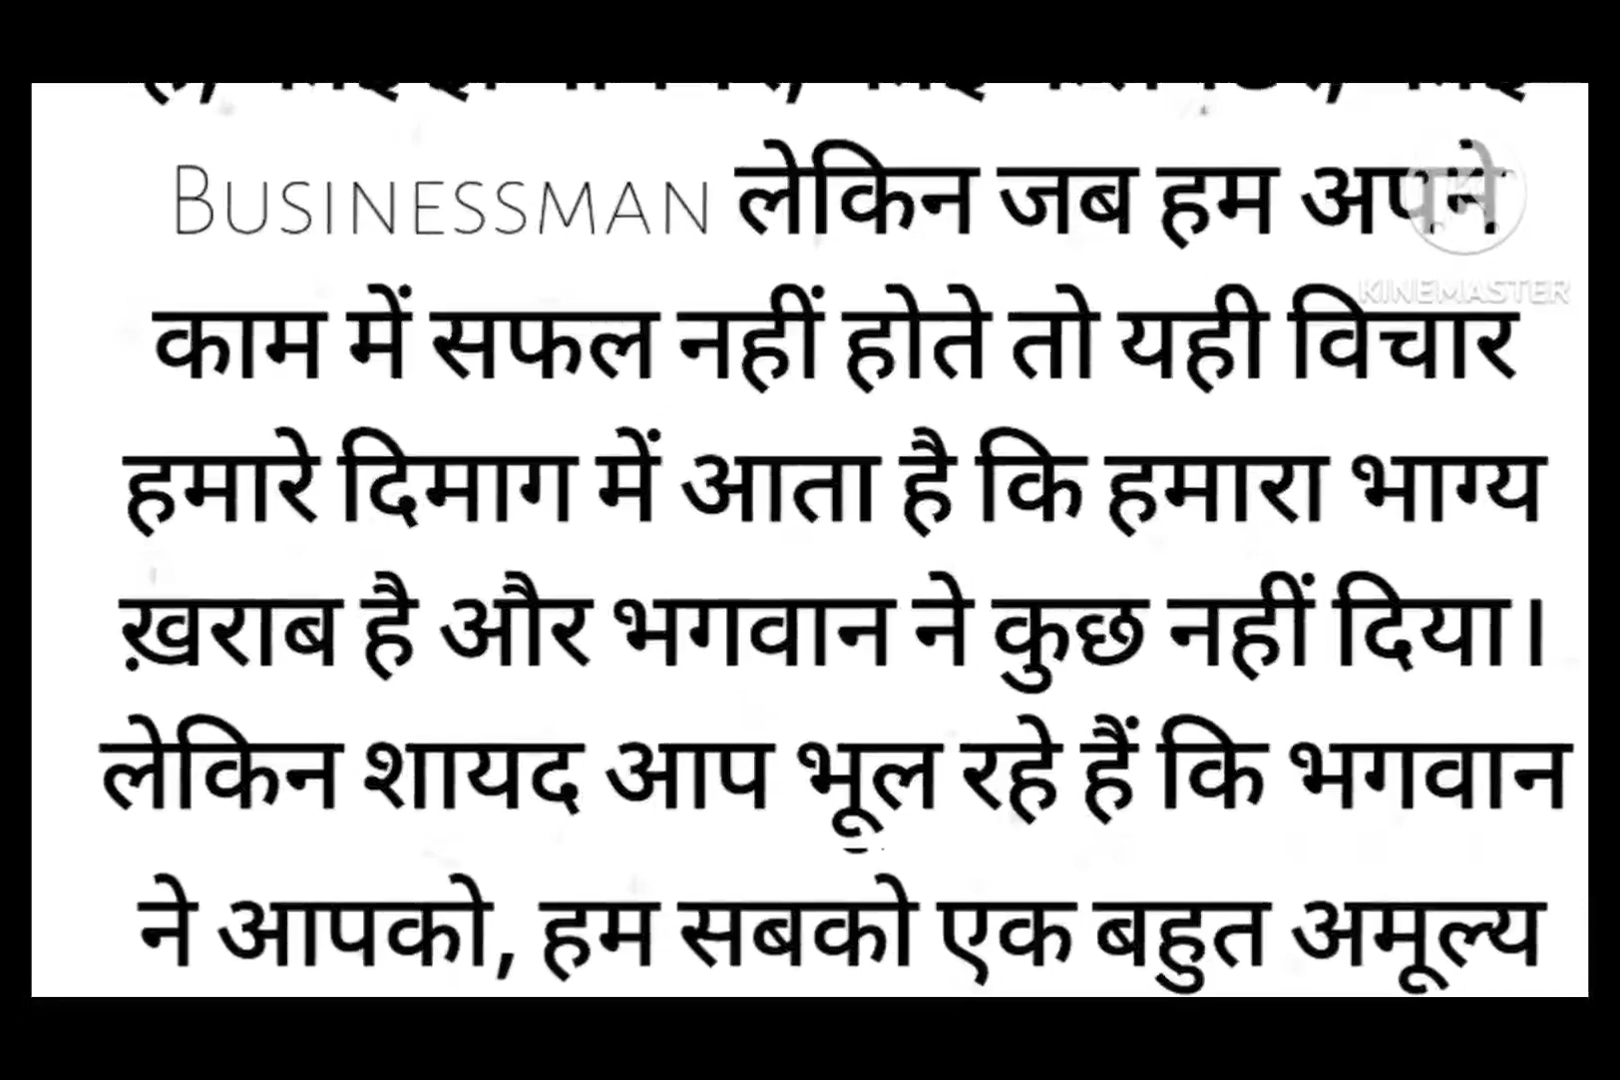 BUSINESSMAN लेकिन जब हम अपने
KINEMASTER
काम में सफल नहीं होते तो यही विचार
हमारे दिमाग में आता है कि हमारा भाग्य
ख़राब है और भगवान ने कुछ नहीं दिया।
लेकिन शायद आप भूल रहे हैं कि भगवान
ने आपको, हम सबको एक बहुत अमूल्य